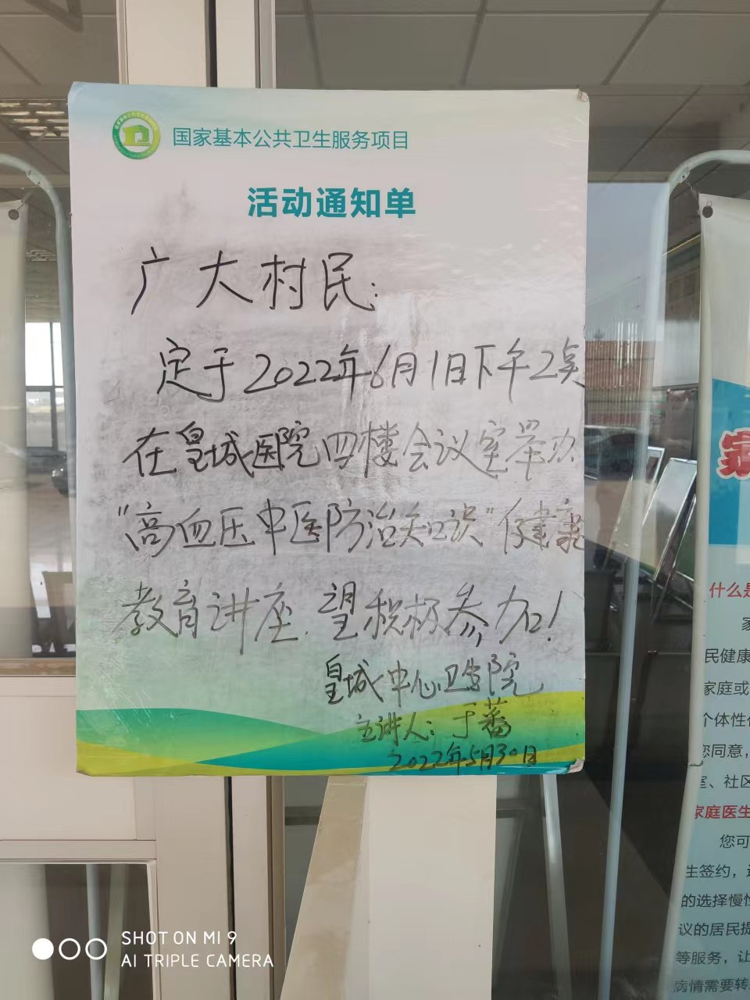 国家基本公共卫生服务项目
活动通知单
广大村民：
定于2022年6月1日下午2点
在皇城医院四楼会议室举办
“高血压中医防治知识”健康
教育讲座.望积极参加！
皇城中心卫生院
主讲人：于蕃
2022年5月30日
什么是
家
民健康
家庭或
个体性
您同意，
室、社区
家庭医生
您可
生签约，
的选择慢
议的居民提
等服务，让
病情需要转
SHOT ON MI 9
AI TRIPLE CAMERA